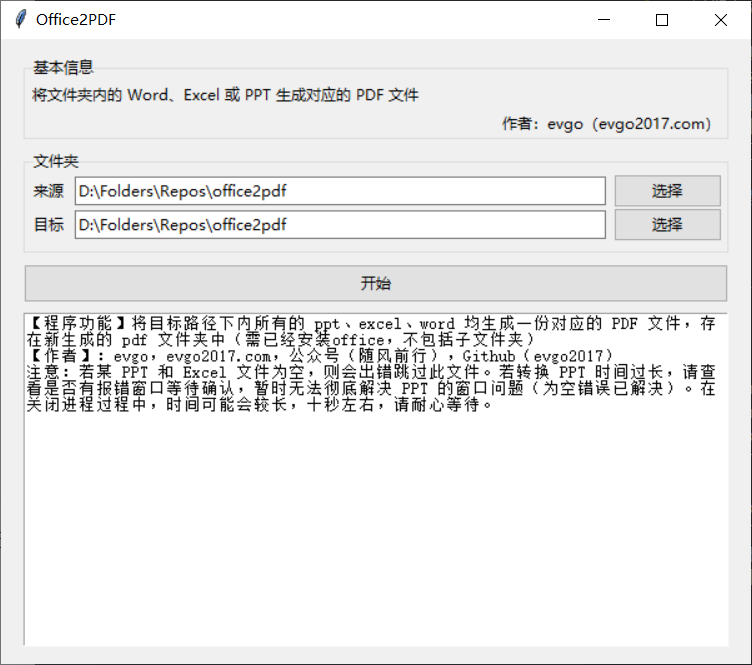 Office2PDF
基本信息
将文件夹内的 Word、Excel 或 PPT 生成对应的 PDF 文件
作者：evgo（evgo2017.com）
文件夹
来源 D:\Folders\Repos\office2pdf 选择
目标 D:\Folders\Repos\office2pdf 选择
开始
【程序功能】将目标路径下内所有的 ppt、excel、word 均生成一份对应的 PDF 文件，存
在新生成的 pdf 文件夹中（需已经安装office，不包括子文件夹）
【作者】：evgo，evgo2017.com，公众号（随风前行），Github（evgo2017）
注意：若某 PPT 和 Excel 文件为空，则会出错跳过此文件。若转换 PPT 时间过长，请查
看是否有报错窗口等待确认，暂时无法彻底解决 PPT 的窗口问题（为空错误已解决）。在
关闭进程过程中，时间可能会较长，十秒左右，请耐心等待。